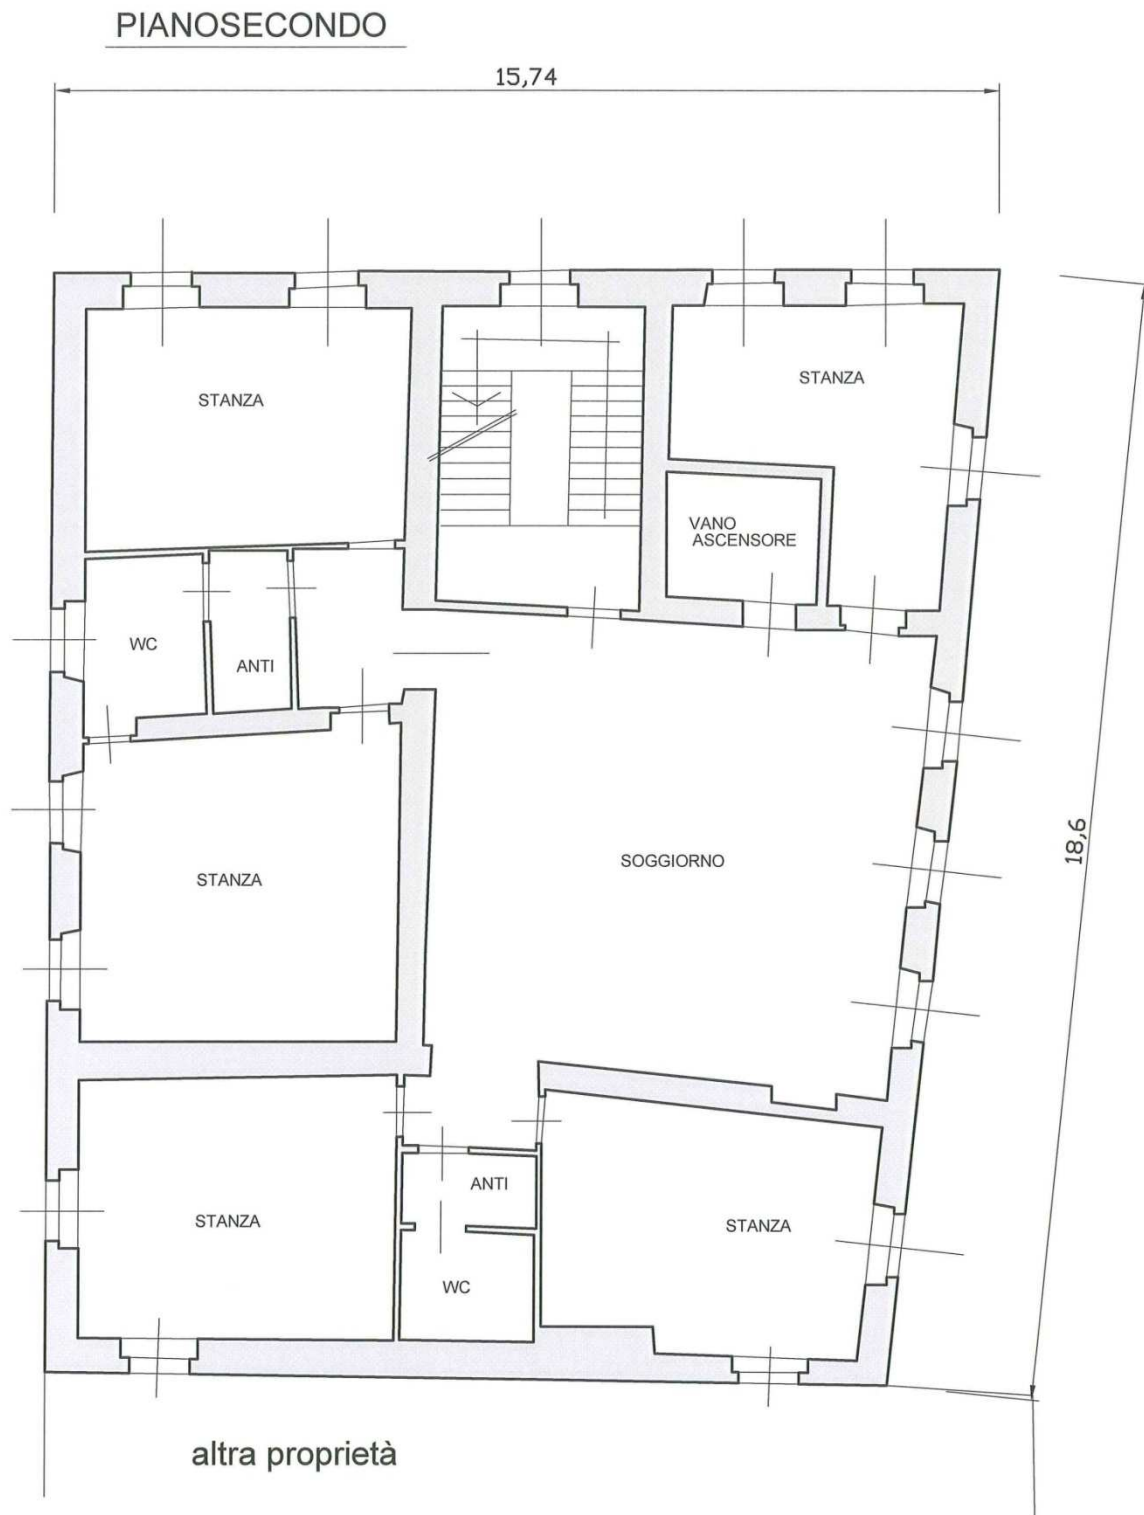 PIANOSECONDO
15,74
STANZA
STANZA
VANO
ASCENSORE
WC
ANTI
18,6
SOGGIORNO
STANZA
ANTI
STANZA
STANZA
WC
altra proprietà